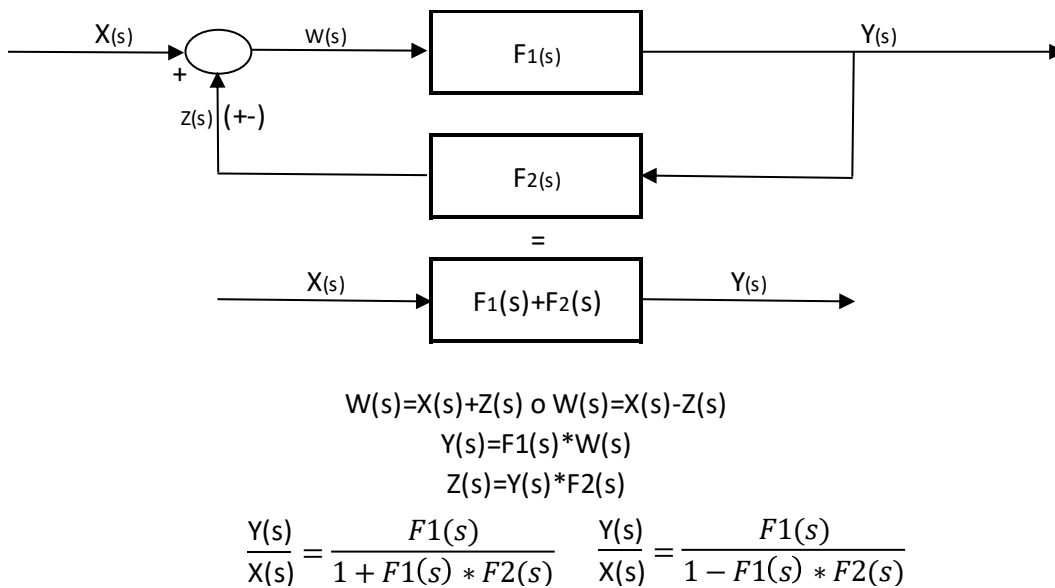 X(s) W(s) F1(s) Y(s)
+
Z(s) (+-)
F2(s)
=
X(s) F1(s)+F2(s) Y(s)
W(s)=X(s)+Z(s) o W(s)=X(s)-Z(s)
Y(s)=F1(s)*W(s)
Z(s)=Y(s)*F2(s)
Y(s)/X(s) = F1(s)/(1 + F1(s) * F2(s)) Y(s)/X(s) = F1(s)/(1 − F1(s) * F2(s))